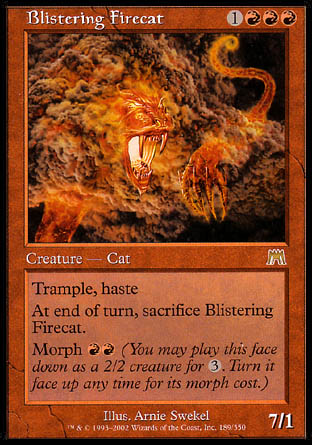 Blistering Firecat 1
Creature — Cat
Trample, haste
At end of turn, sacrifice Blistering
Firecat.
Morph (You may play this face
down as a 2/2 creature for 3. Turn it
face up any time for its morph cost.)
Illus. Arnie Swekel
7/1
™ & © 1993–2002 Wizards of the Coast, Inc. 189/350